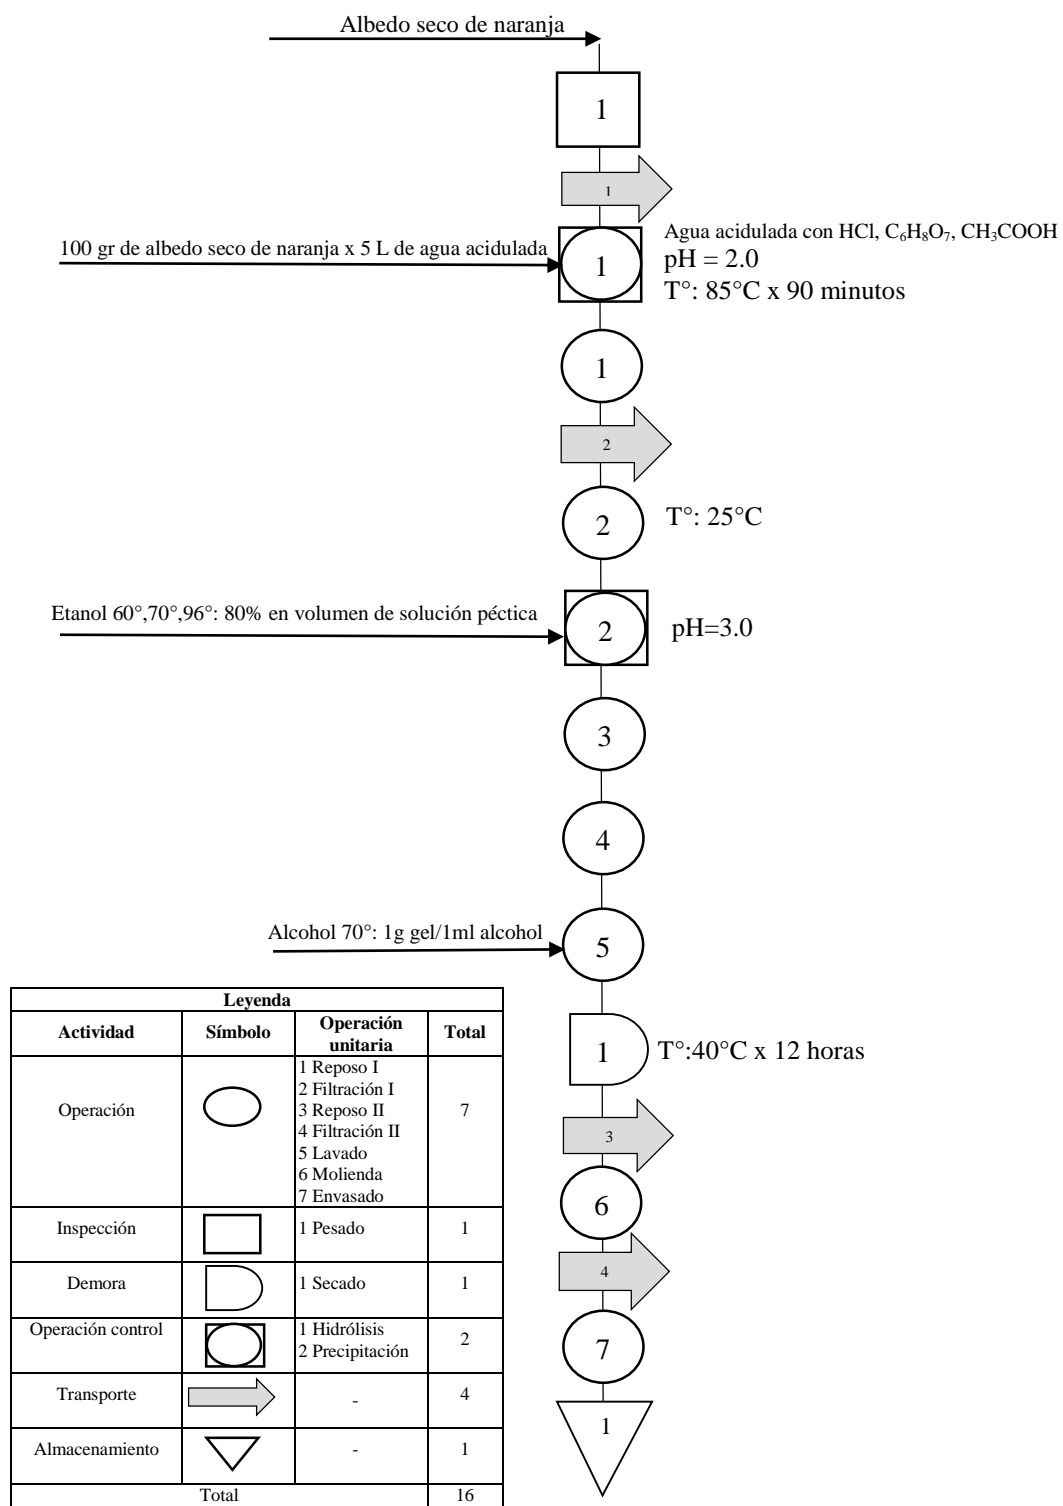 Albedo seco de naranja
1
1
100 gr de albedo seco de naranja x 5 L de agua acidulada
1
Agua acidulada con HCl, C₆H₈O₇, CH₃COOH
pH = 2.0
T°: 85°C x 90 minutos
1
2
2
T°: 25°C
Etanol 60°,70°,96°: 80% en volumen de solución péctica
2
pH=3.0
3
4
Alcohol 70°: 1g gel/1ml alcohol
5
1
T°:40°C x 12 horas
3
6
4
7
1
Leyenda
Actividad Símbolo Operación unitaria Total
Operación
1 Reposo I
2 Filtración I
3 Reposo II
4 Filtración II
5 Lavado
6 Molienda
7 Envasado
7
Inspección 1 Pesado 1
Demora 1 Secado 1
Operación control
1 Hidrólisis
2 Precipitación
2
Transporte - 4
Almacenamiento - 1
Total 16